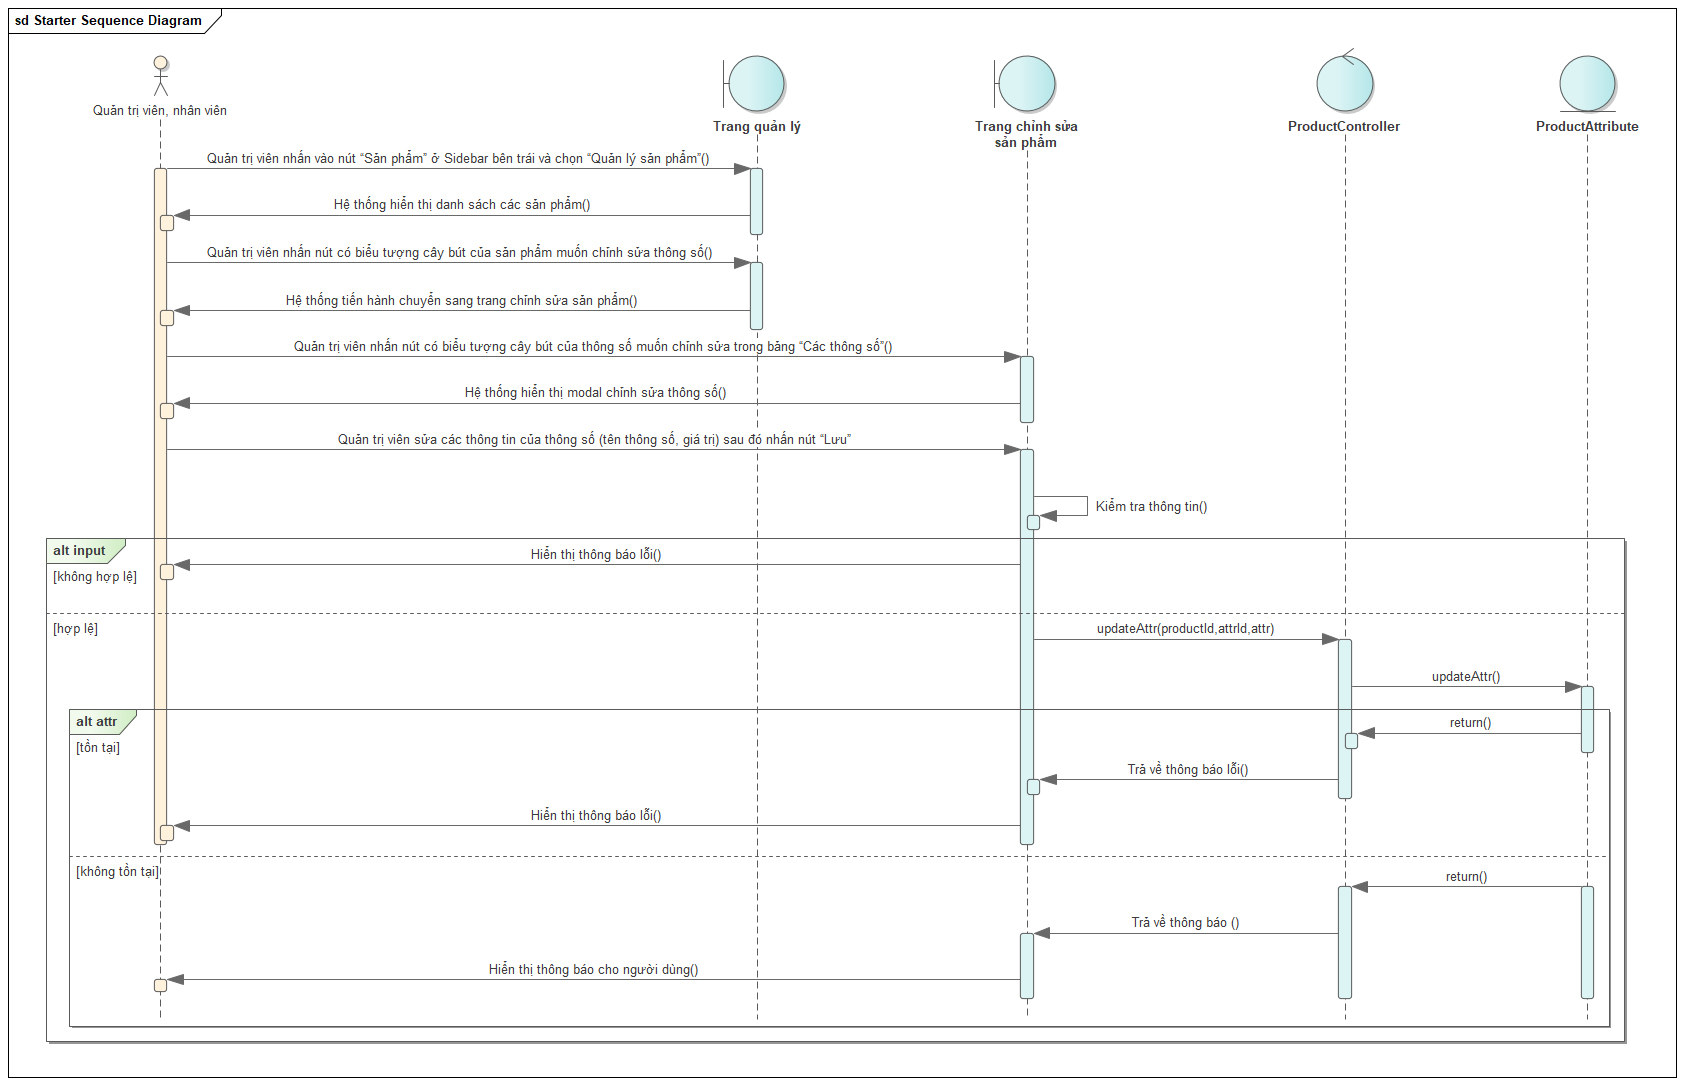 sd Starter Sequence Diagram
Quản trị viên, nhân viên
Trang quản lý
Trang chỉnh sửa
sản phẩm
ProductController
ProductAttribute
Quản trị viên nhấn vào nút “Sản phẩm” ở Sidebar bên trái và chọn “Quản lý sản phẩm”()
Hệ thống hiển thị danh sách các sản phẩm()
Quản trị viên nhấn nút có biểu tượng cây bút của sản phẩm muốn chỉnh sửa thông số()
Hệ thống tiến hành chuyển sang trang chỉnh sửa sản phẩm()
Quản trị viên nhấn nút có biểu tượng cây bút của thông số muốn chỉnh sửa trong bảng “Các thông số”()
Hệ thống hiển thị modal chỉnh sửa thông số()
Quản trị viên sửa các thông tin của thông số (tên thông số, giá trị) sau đó nhấn nút “Lưu”
Kiểm tra thông tin()
alt input
Hiển thị thông báo lỗi()
[không hợp lệ]
[hợp lệ]
updateAttr(productId,attrId,attr)
updateAttr()
alt attr
return()
[tồn tại]
Trả về thông báo lỗi()
Hiển thị thông báo lỗi()
[không tồn tại]
return()
Trả về thông báo ()
Hiển thị thông báo cho người dùng()